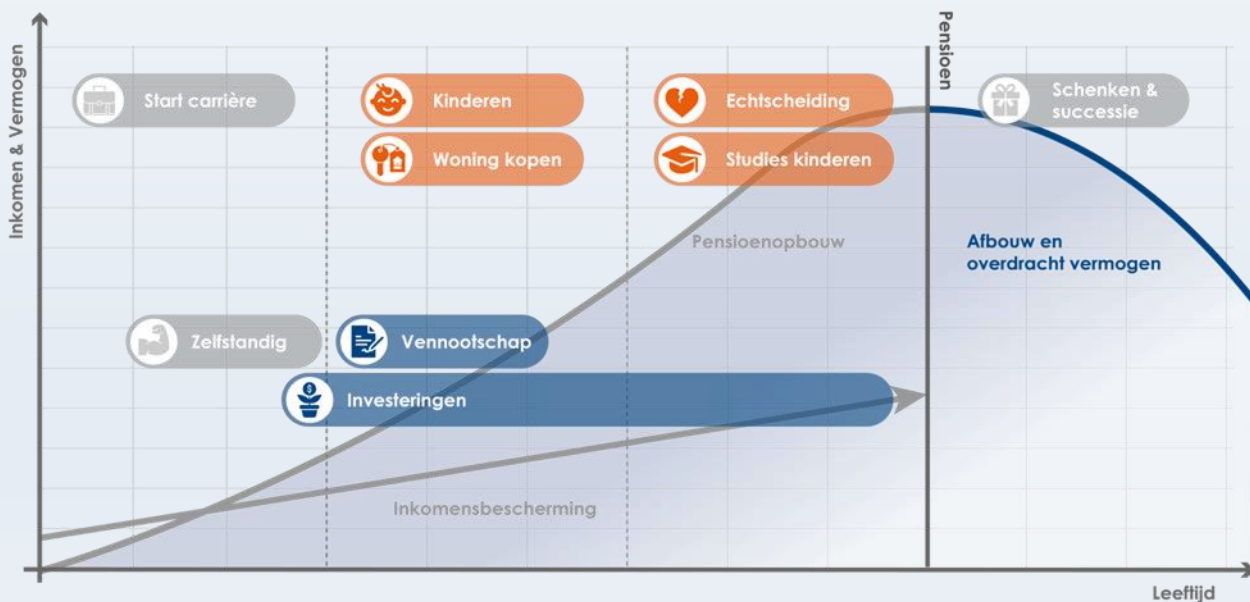 Inkomen & Vermogen
Pensioen
Start carrière
Kinderen
Echtscheiding
Schenken &
successie
Woning kopen
Studies kinderen
Pensioenopbouw
Afbouw en
overdracht vermogen
Zelfstandig
Vennootschap
$
Investeringen
Inkomensbescherming
Leeftijd